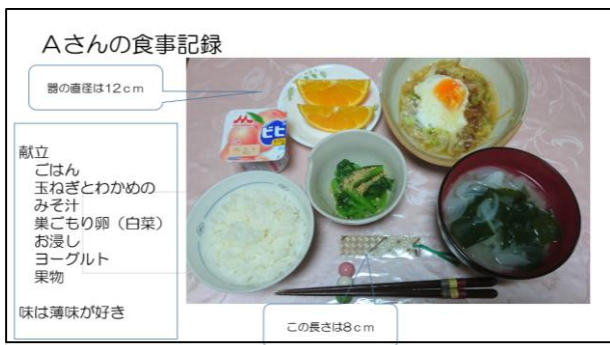 Aさんの食事記録
器の直径は12cm
献立
ごはん
玉ねぎとわかめの
みそ汁
巣ごもり卵（白菜）
お浸し
ヨーグルト
果物
味は薄味が好き
ビヒ
この長さは8cm